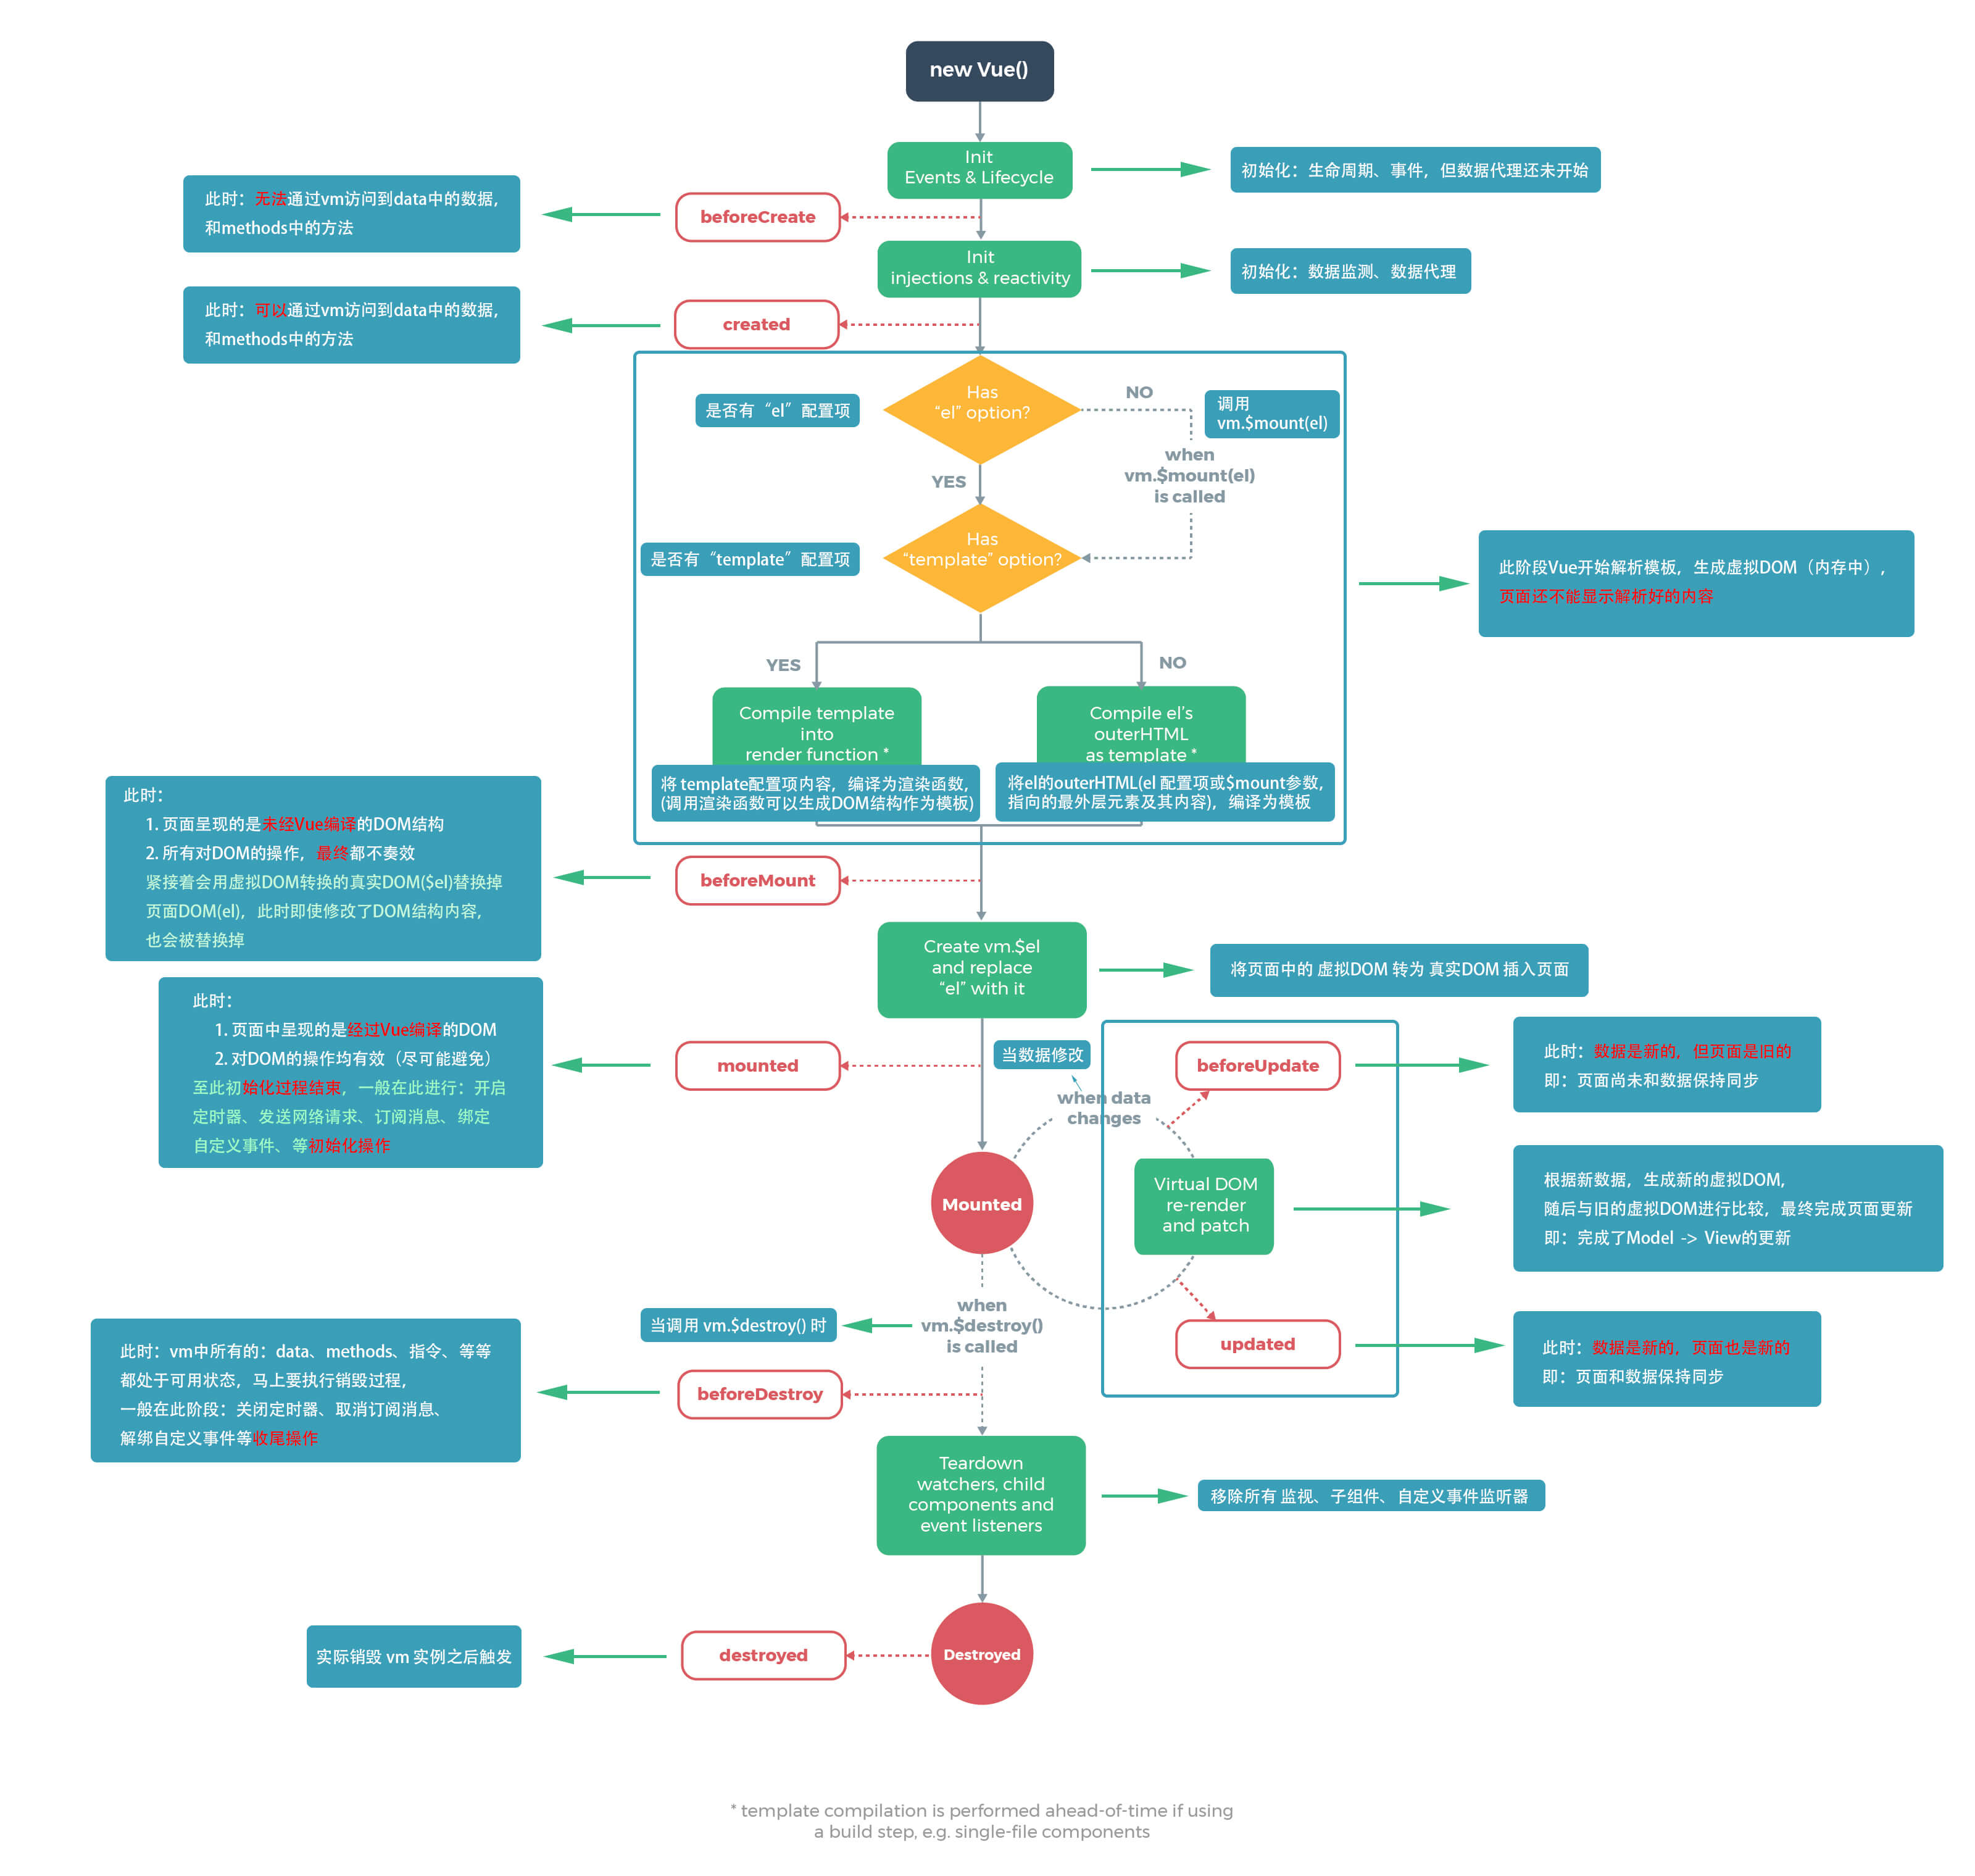 new Vue()
Init
Events & Lifecycle
初始化：生命周期、事件，但数据代理还未开始
此时：无法通过vm访问到data中的数据，
和methods中的方法
beforeCreate
Init
injections & reactivity
初始化：数据监测、数据代理
此时：可以通过vm访问到data中的数据，
和methods中的方法
created
是否有“el”配置项
Has
“el” option?
NO
调用
vm.$mount(el)
when
vm.$mount(el)
is called
YES
是否有“template”配置项
Has
“template” option?
此阶段Vue开始解析模板，生成虚拟DOM（内存中），
页面还不能显示解析好的内容
YES
NO
Compile template
into
render function *
Compile el’s
outerHTML
as template *
将 template配置项内容，编译为渲染函数，
(调用渲染函数可以生成DOM结构作为模板)
将el的outerHTML(el 配置项或$mount参数，
指向的最外层元素及其内容)，编译为模板
此时：
1. 页面呈现的是未经Vue编译的DOM结构
2. 所有对DOM的操作，最终都不奏效
紧接着会用虚拟DOM转换的真实DOM($el)替换掉
页面DOM(el)，此时即使修改了DOM结构内容，
也会被替换掉
beforeMount
Create vm.$el
and replace
“el” with it
将页面中的 虚拟DOM 转为 真实DOM 插入页面
此时：
1. 页面中呈现的是经过Vue编译的DOM
2. 对DOM的操作均有效（尽可能避免）
至此初始化过程结束，一般在此进行：开启
定时器、发送网络请求、订阅消息、绑定
自定义事件、等初始化操作
mounted
当数据修改
when data
changes
beforeUpdate
此时：数据是新的，但页面是旧的
即：页面尚未和数据保持同步
Mounted
Virtual DOM
re-render
and patch
根据新数据，生成新的虚拟DOM，
随后与旧的虚拟DOM进行比较，最终完成页面更新
即：完成了Model -> View的更新
当调用 vm.$destroy() 时
when
vm.$destroy()
is called
updated
此时：数据是新的，页面也是新的
即：页面和数据保持同步
此时：vm中所有的：data、methods、指令、等等
都处于可用状态，马上要执行销毁过程，
一般在此阶段：关闭定时器、取消订阅消息、
解绑自定义事件等收尾操作
beforeDestroy
Teardown
watchers, child
components and
event listeners
移除所有 监视、子组件、自定义事件监听器
实际销毁 vm 实例之后触发
destroyed
Destroyed
* template compilation is performed ahead-of-time if using
a build step, e.g. single-file components